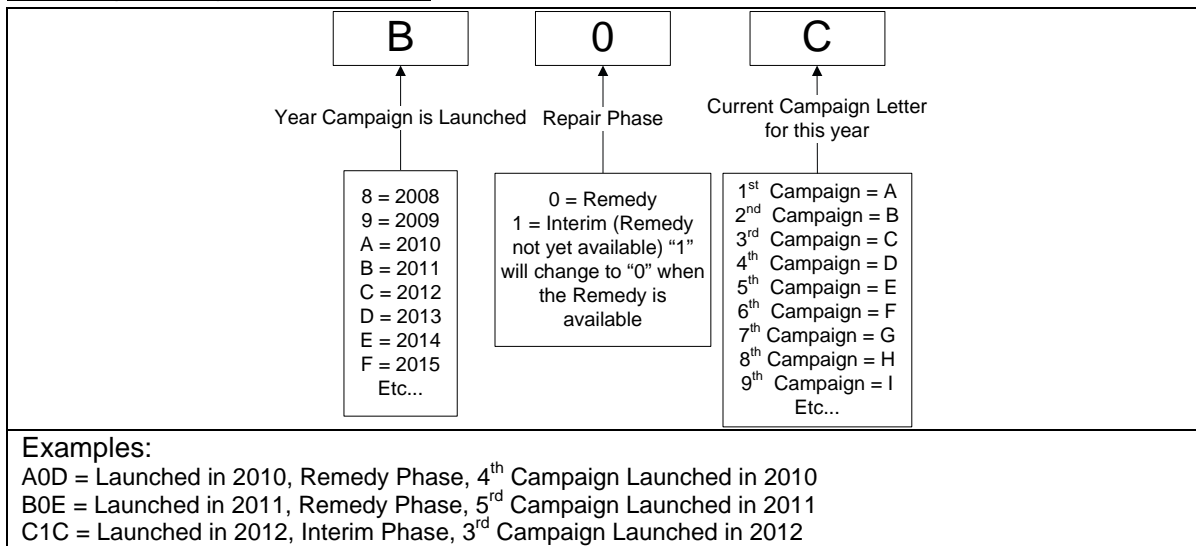 B 0 C
Year Campaign is Launched
Repair Phase
Current Campaign Letter
for this year
8 = 2008
9 = 2009
A = 2010
B = 2011
C = 2012
D = 2013
E = 2014
F = 2015
Etc...
0 = Remedy
1 = Interim (Remedy
not yet available) “1”
will change to “0” when
the Remedy is
available
1st Campaign = A
2nd Campaign = B
3rd Campaign = C
4th Campaign = D
5th Campaign = E
6th Campaign = F
7th Campaign = G
8th Campaign = H
9th Campaign = I
Etc...
Examples:
A0D = Launched in 2010, Remedy Phase, 4th Campaign Launched in 2010
B0E = Launched in 2011, Remedy Phase, 5rd Campaign Launched in 2011
C1C = Launched in 2012, Interim Phase, 3rd Campaign Launched in 2012